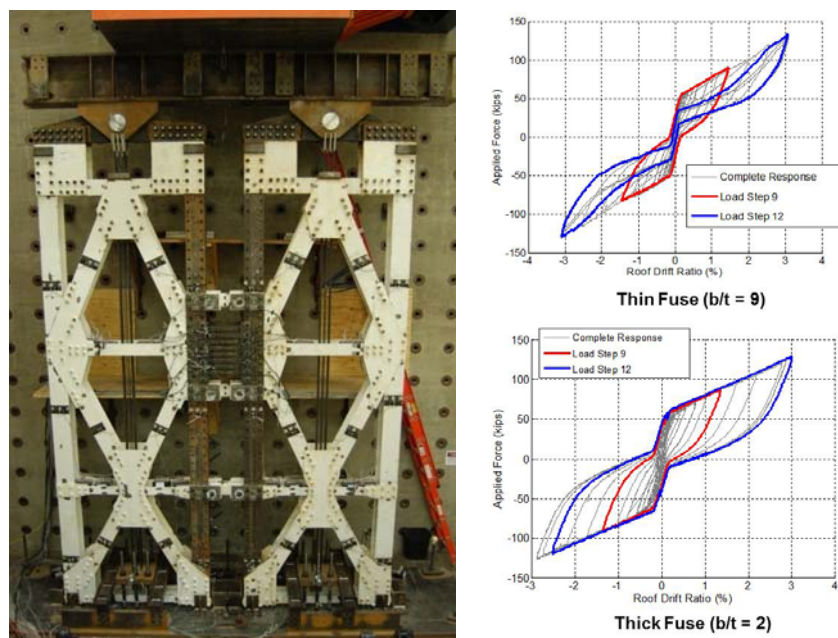 150
100
50
0
-50
-100
-150
Applied Force (kips)
Complete Response
Load Step 9
Load Step 12
-4 -3 -2 -1 0 1 2 3 4
Roof Drift Ratio (%)
Thin Fuse (b/t = 9)
150
100
50
0
-50
-100
-150
Applied Force (kips)
Complete Response
Load Step 9
Load Step 12
-3 -2 -1 0 1 2 3 4
Roof Drift Ratio (%)
Thick Fuse (b/t = 2)